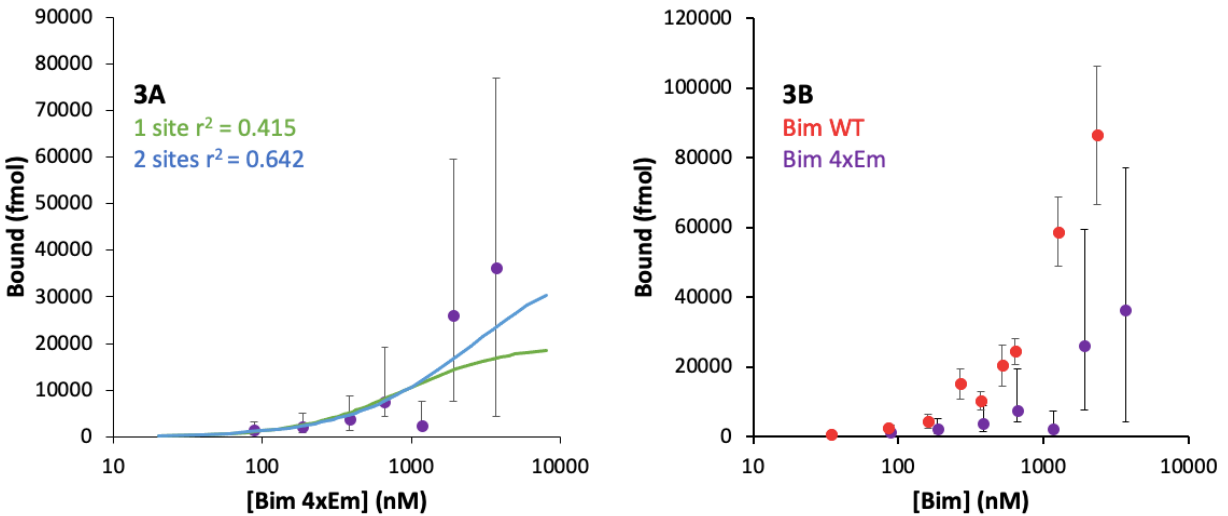 90000
80000
70000
60000
50000
40000
30000
20000
10000
0
Bound (fmol)
3A
1 site r² = 0.415
2 sites r² = 0.642
10
100
1000
10000
[Bim 4xEm] (nM)
120000
100000
80000
60000
40000
20000
0
Bound (fmol)
3B
Bim WT
Bim 4xEm
10
100
1000
10000
[Bim] (nM)